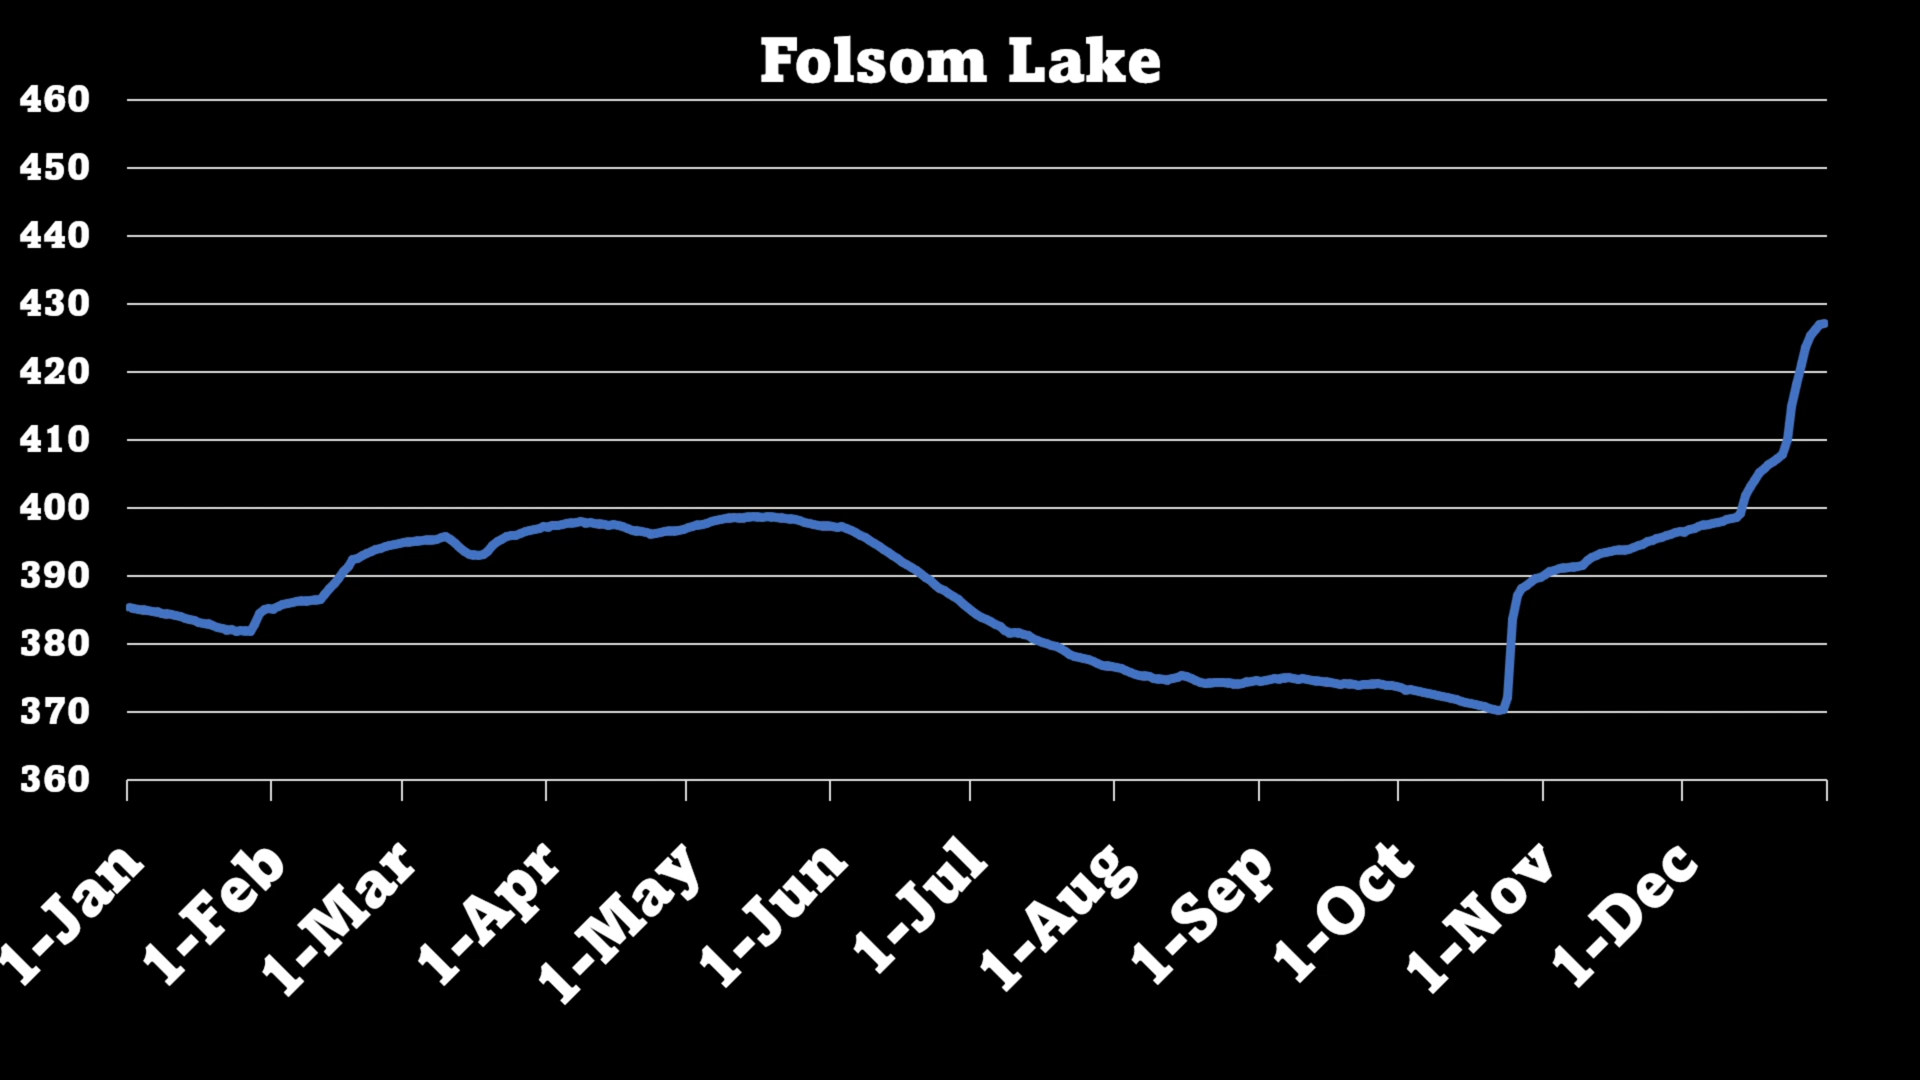 Folsom Lake
460
450
440
430
420
410
400
390
380
370
360
1-Jan
1-Feb
1-Mar
1-Apr
1-May
1-Jun
1-Jul
1-Aug
1-Sep
1-Oct
1-Nov
1-Dec